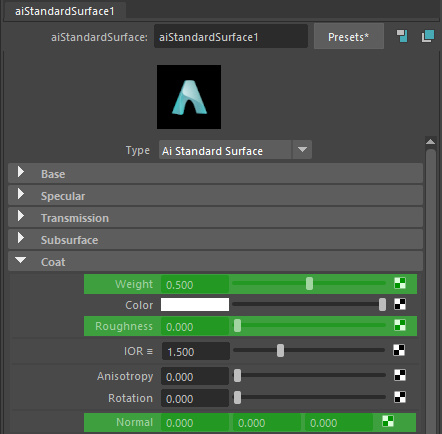 aiStandardSurface1
aiStandardSurface: aiStandardSurface1 Presets*
Type Ai Standard Surface
Base
Specular
Transmission
Subsurface
Coat
Weight 0.500
Color
Roughness 0.000
IOR ≡ 1.500
Anisotropy 0.000
Rotation 0.000
Normal 0.000 0.000 0.000